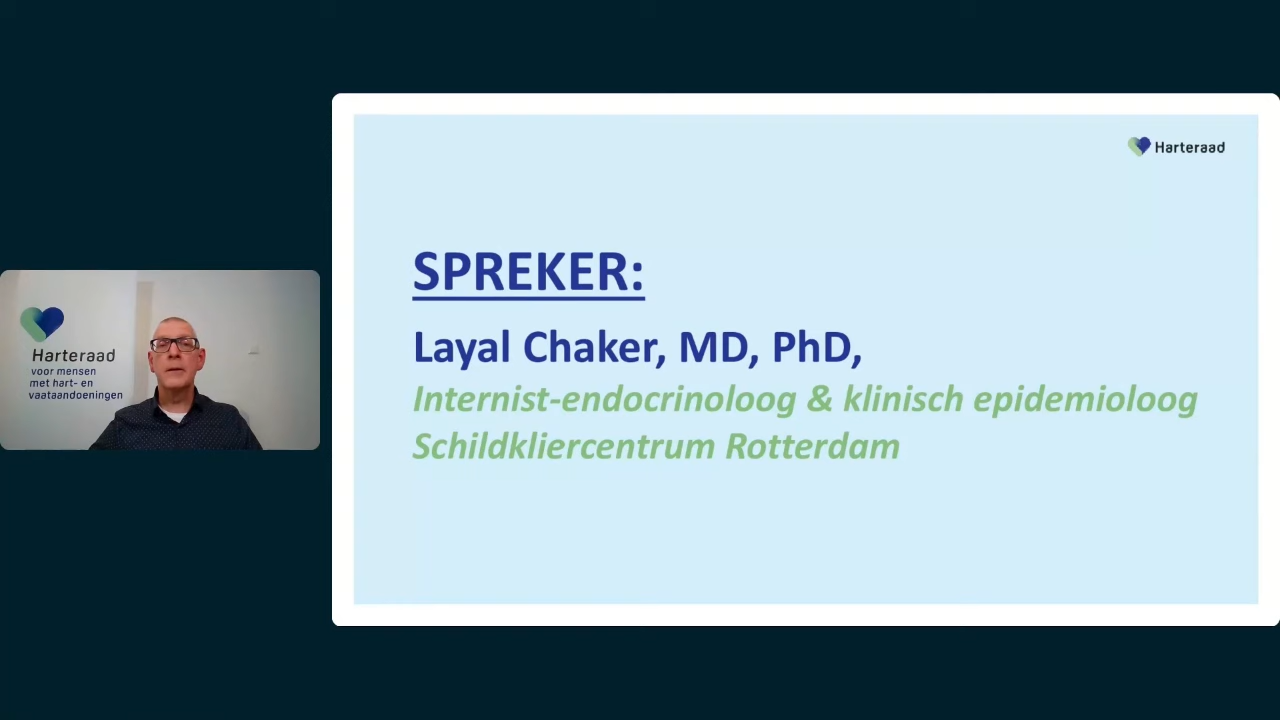 Harteraad
voor mensen
met hart- en
vaataandoeningen
Harteraad
SPREKER:
Layal Chaker, MD, PhD,
Internist-endocrinoloog & klinisch epidemioloog
Schildkliercentrum Rotterdam